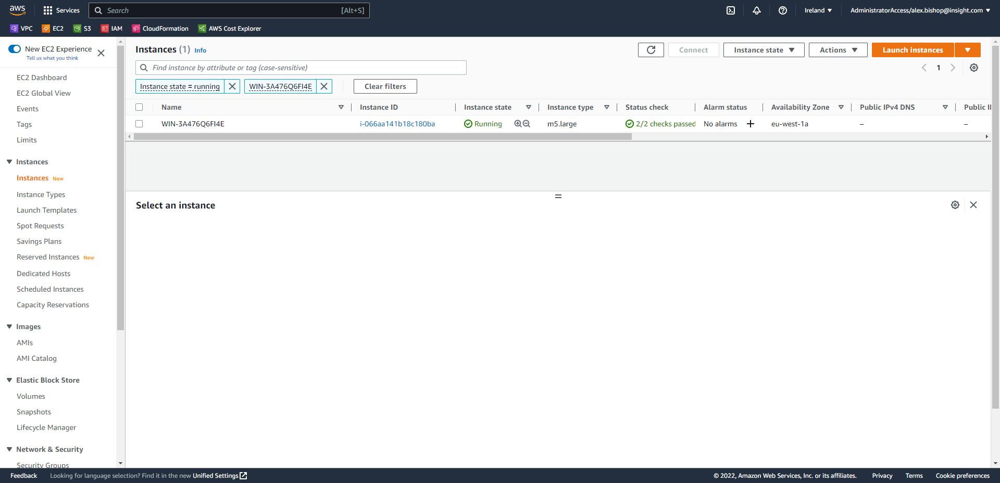 aws Services Search [Alt+S] Ireland AdministratorAccess/alex.bishop@insight.com
VPC EC2 S3 IAM CloudFormation AWS Cost Explorer
New EC2 Experience
Tell us what you think
EC2 Dashboard
EC2 Global View
Events
Tags
Limits
Instances
Instances New
Instance Types
Launch Templates
Spot Requests
Savings Plans
Reserved Instances New
Dedicated Hosts
Scheduled Instances
Capacity Reservations
Images
AMIs
AMI Catalog
Elastic Block Store
Volumes
Snapshots
Lifecycle Manager
Network & Security
Security Groups
Instances (1) Info Connect Instance state Actions Launch instances
Find instance by attribute or tag (case-sensitive) 1
Instance state = running WIN-3A476Q6FI4E Clear filters
Name Instance ID Instance state Instance type Status check Alarm status Availability Zone Public IPv4 DNS Public
WIN-3A476Q6FI4E i-066aa141b18c180ba Running m5.large 2/2 checks passed No alarms + eu-west-1a – –
Select an instance
Feedback Looking for language selection? Find it in the new Unified Settings © 2022, Amazon Web Services, Inc. or its affiliates. Privacy Terms Cookie preferences